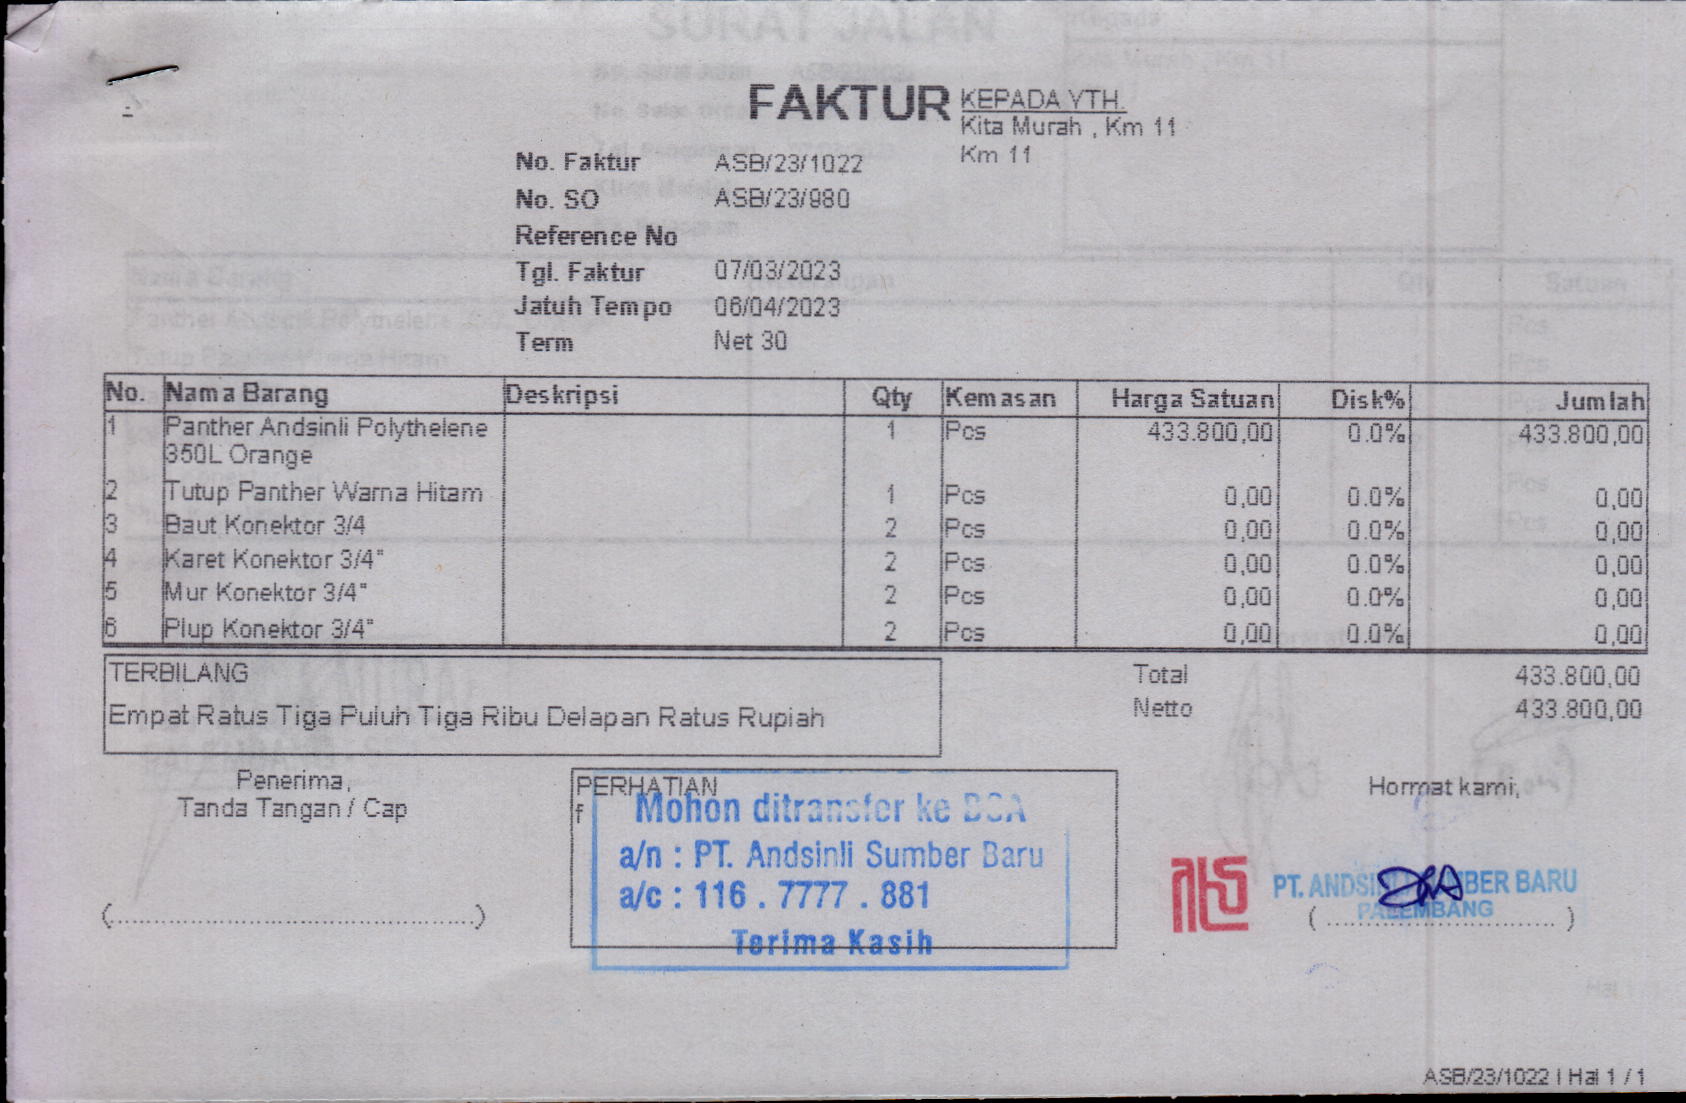 FAKTUR
KEPADA YTH.
Kita Murah , Km 11
Km 11
No. Faktur ASB/23/1022
No. SO ASB/23/980
Reference No
Tgl. Faktur 07/03/2023
Jatuh Tempo 06/04/2023
Term Net 30
No. Nama Barang Deskripsi Qty Kemasan Harga Satuan Disk% Jumlah
1 Panther Andsinli Polythelene 1 Pcs 433.800,00 0.0% 433.800,00
350L Orange
2 Tutup Panther Warna Hitam 1 Pcs 0,00 0.0% 0,00
3 Baut Konektor 3/4 2 Pcs 0,00 0.0% 0,00
4 Karet Konektor 3/4" 2 Pcs 0,00 0.0% 0,00
5 Mur Konektor 3/4" 2 Pcs 0,00 0.0% 0,00
6 Plup Konektor 3/4" 2 Pcs 0,00 0.0% 0,00
TERBILANG
Empat Ratus Tiga Puluh Tiga Ribu Delapan Ratus Rupiah
Total 433.800,00
Netto 433.800,00
Penerima,
Tanda Tangan / Cap
(....................................................)
PERHATIAN
f
Mohon ditransfer ke BCA
a/n : PT. Andsinli Sumber Baru
a/c : 116 . 7777 . 881
Terima Kasih
Hormat kami,
PT. ANDSINLI SUMBER BARU
PALEMBANG
( ................................ )
ASB/23/1022 | Hal 1 / 1